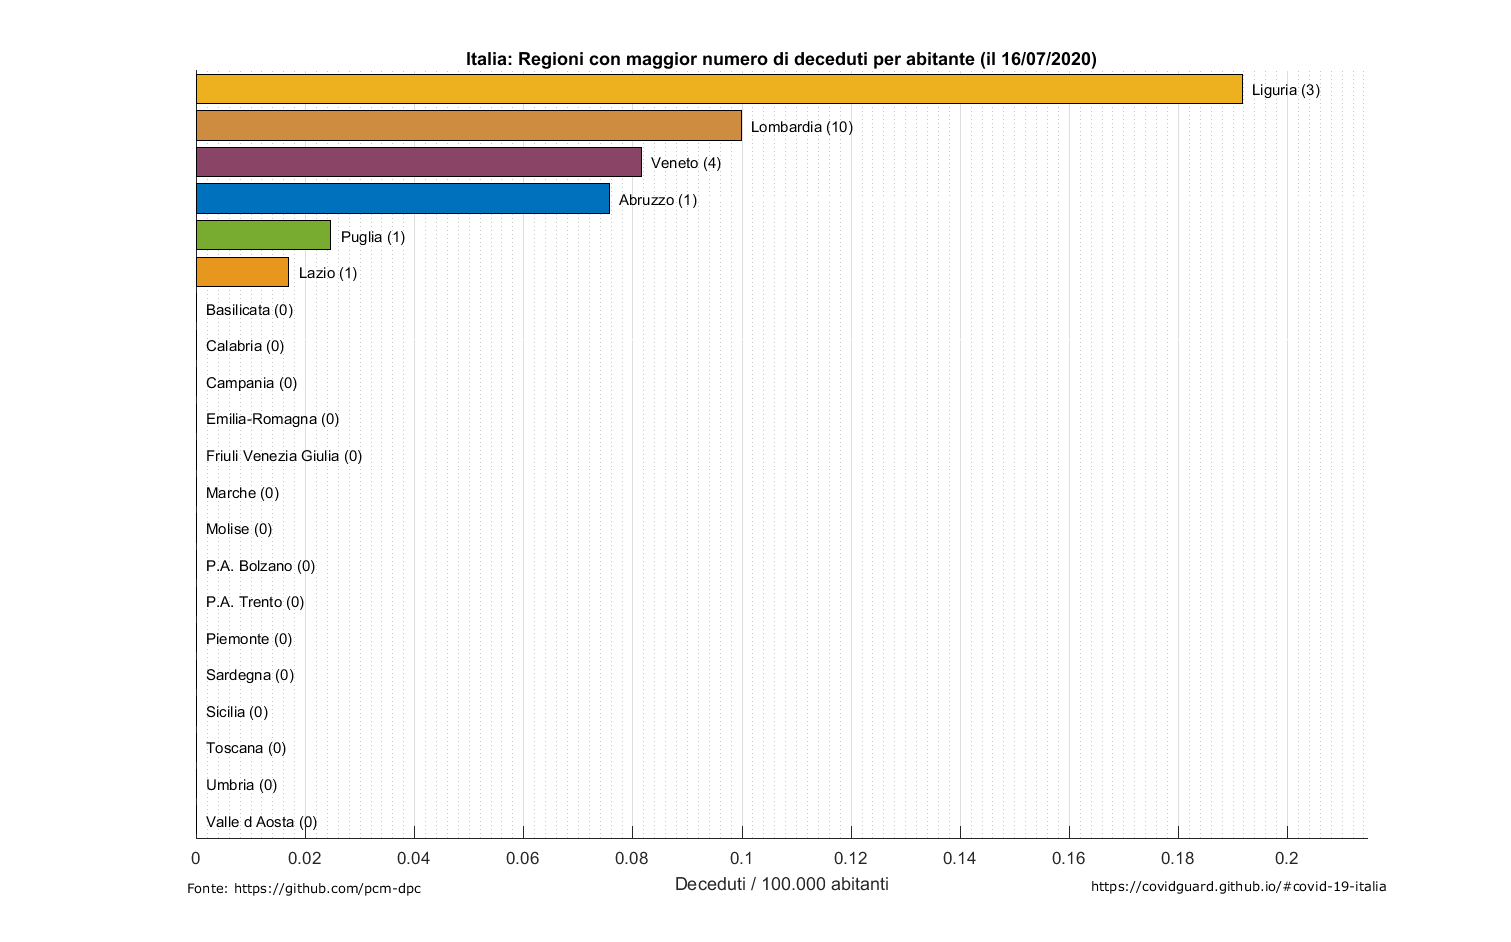 Italia: Regioni con maggior numero di deceduti per abitante (il 16/07/2020)
Liguria (3)
Lombardia (10)
Veneto (4)
Abruzzo (1)
Puglia (1)
Lazio (1)
Basilicata (0)
Calabria (0)
Campania (0)
Emilia-Romagna (0)
Friuli Venezia Giulia (0)
Marche (0)
Molise (0)
P.A. Bolzano (0)
P.A. Trento (0)
Piemonte (0)
Sardegna (0)
Sicilia (0)
Toscana (0)
Umbria (0)
Valle d Aosta (0)
0 0.02 0.04 0.06 0.08 0.1 0.12 0.14 0.16 0.18 0.2
Deceduti / 100.000 abitanti
Fonte: https://github.com/pcm-dpc
https://covidguard.github.io/#covid-19-italia